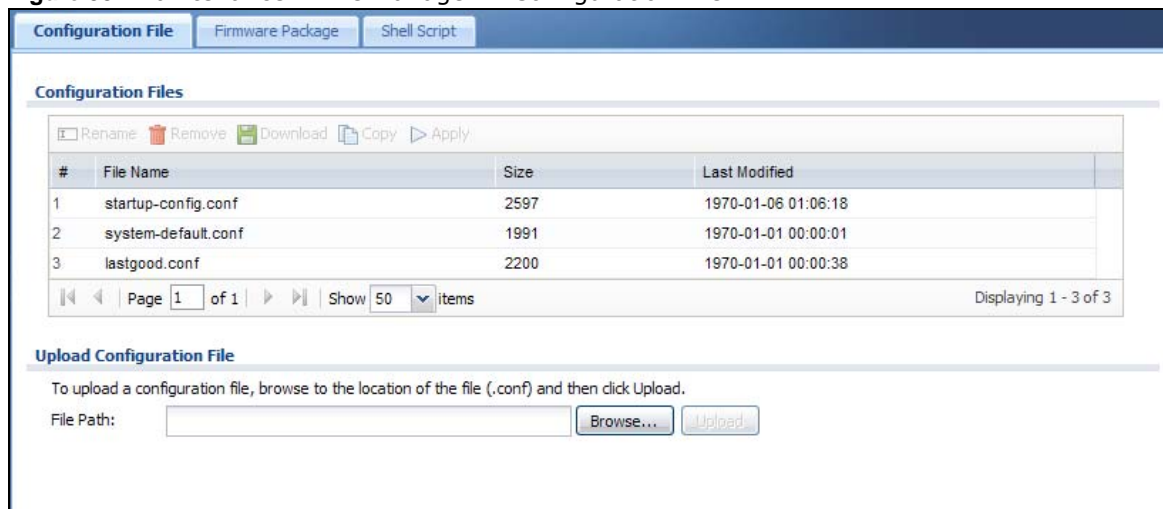 Configuration File Firmware Package Shell Script
Configuration Files
Rename Remove Download Copy Apply
# File Name Size Last Modified
1 startup-config.conf 2597 1970-01-06 01:06:18
2 system-default.conf 1991 1970-01-01 00:00:01
3 lastgood.conf 2200 1970-01-01 00:00:38
Page 1 of 1 Show 50 items Displaying 1 - 3 of 3
Upload Configuration File
To upload a configuration file, browse to the location of the file (.conf) and then click Upload.
File Path: Browse... Upload